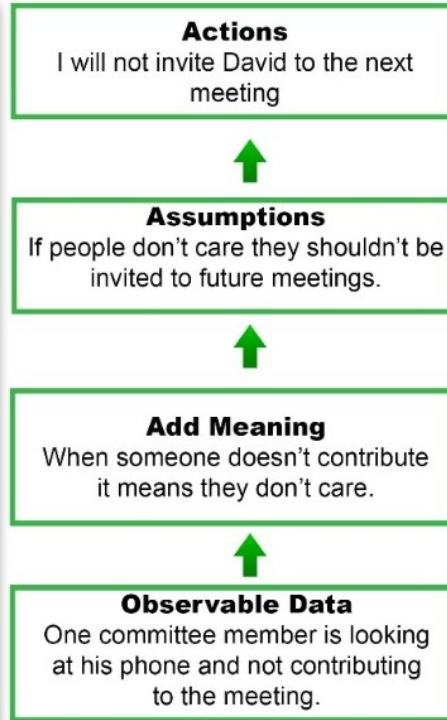 Actions
I will not invite David to the next
meeting
Assumptions
If people don't care they shouldn't be
invited to future meetings.
Add Meaning
When someone doesn't contribute
it means they don't care.
Observable Data
One committee member is looking
at his phone and not contributing
to the meeting.